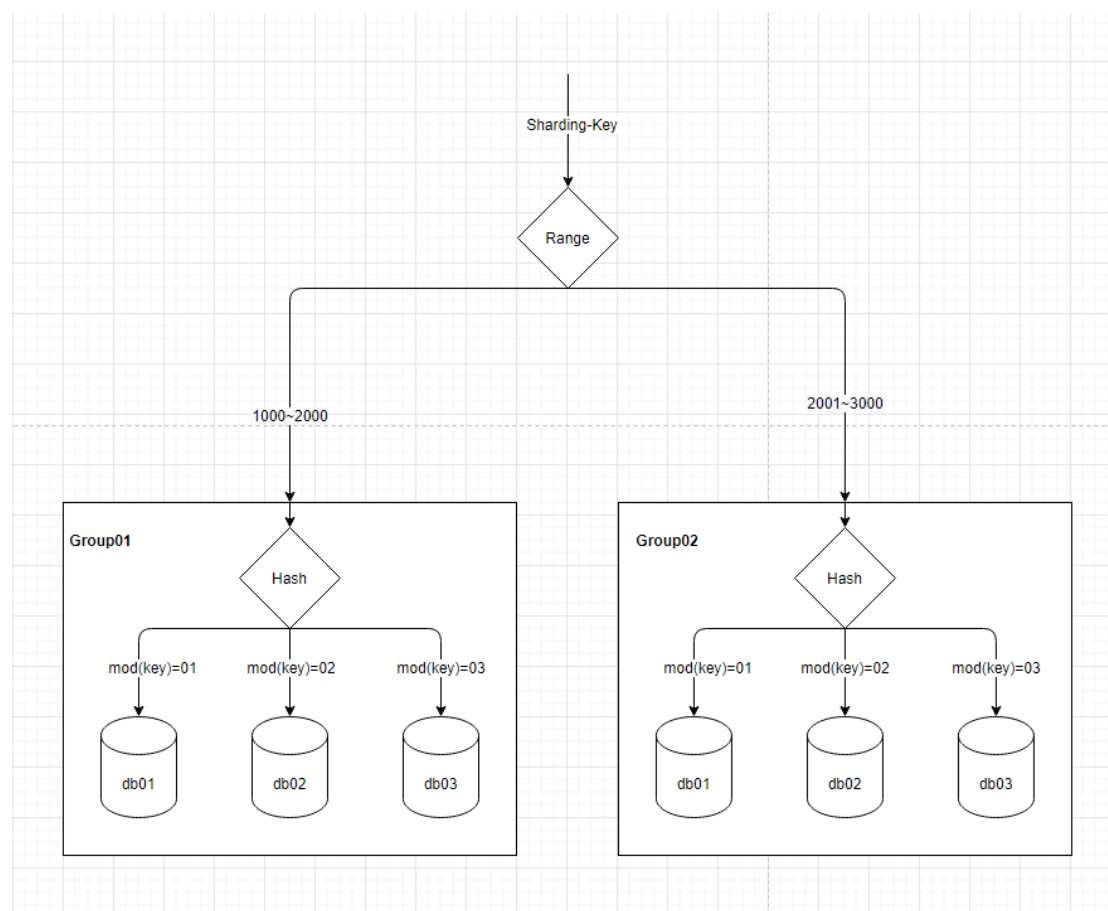 Sharding-Key
Range
1000~2000
2001~3000
Group01
Hash
mod(key)=01
mod(key)=02
mod(key)=03
db01
db02
db03
Group02
Hash
mod(key)=01
mod(key)=02
mod(key)=03
db01
db02
db03